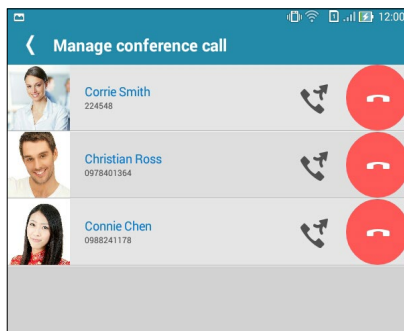 12:00
Manage conference call
Corrie Smith
224548
Christian Ross
0978401364
Connie Chen
0988241178